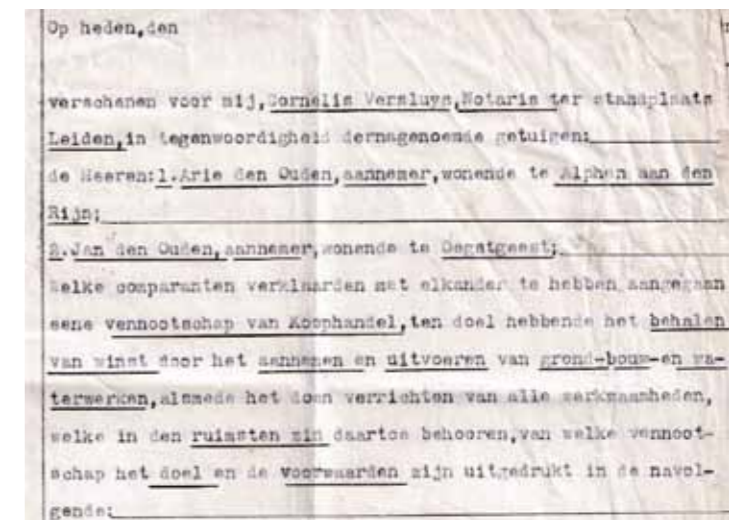 Op heden,den
verschenen voor mij,Cornelis Versluys,Notaris ter standplaats
Leiden,in tegenwoordigheid dernagenoemde getuigen:
de Heeren:1.Arie den Ouden,aannemer,wonende te Alphen aan den
Rijn;
2.Jan den Ouden,aannemer,wonende te Oegstgeest;
welke comparanten verklaarden met elkander te hebben aangegaan
eene vennootschap van Koophandel,ten doel hebbende het behalen
van winst door het aannemen en uitvoeren van grond-bouw-en wa-
terwerken,alsmede het doen verrichten van alle werkzaamheden,
welke in den ruimsten zin daartoe behooren,van welke vennoot-
schap het doel en de voorwaarden zijn uitgedrukt in de navol-
gende: